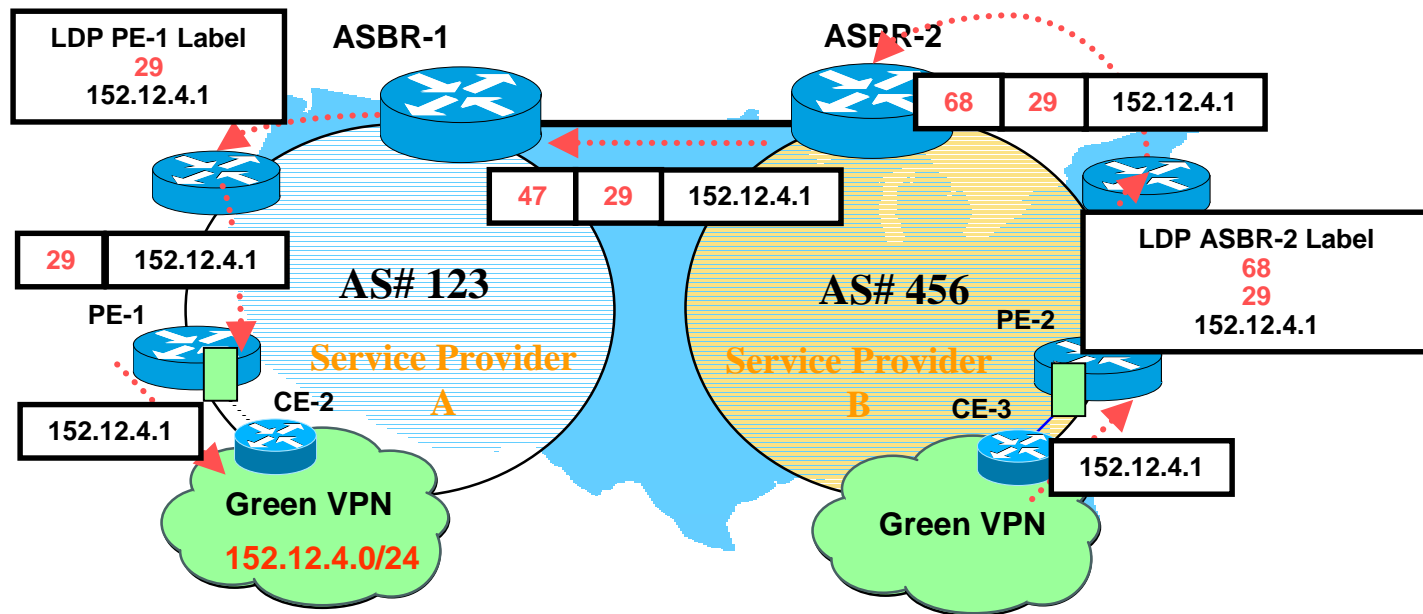 LDP PE-1 Label
29
152.12.4.1
ASBR-1
ASBR-2
68 29 152.12.4.1
47 29 152.12.4.1
29 152.12.4.1
LDP ASBR-2 Label
68
29
152.12.4.1
AS# 123
AS# 456
PE-1
PE-2
Service Provider
A
Service Provider
B
CE-2
CE-3
152.12.4.1
152.12.4.1
Green VPN
152.12.4.0/24
Green VPN